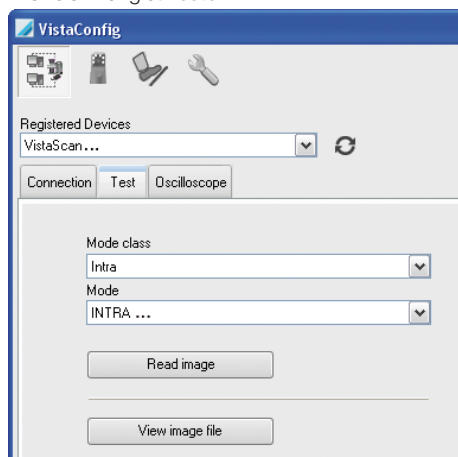 VistaConfig
Registered Devices
VistaScan...
Connection Test Oscilloscope
Mode class
Intra
Mode
INTRA ...
Read image
View image file